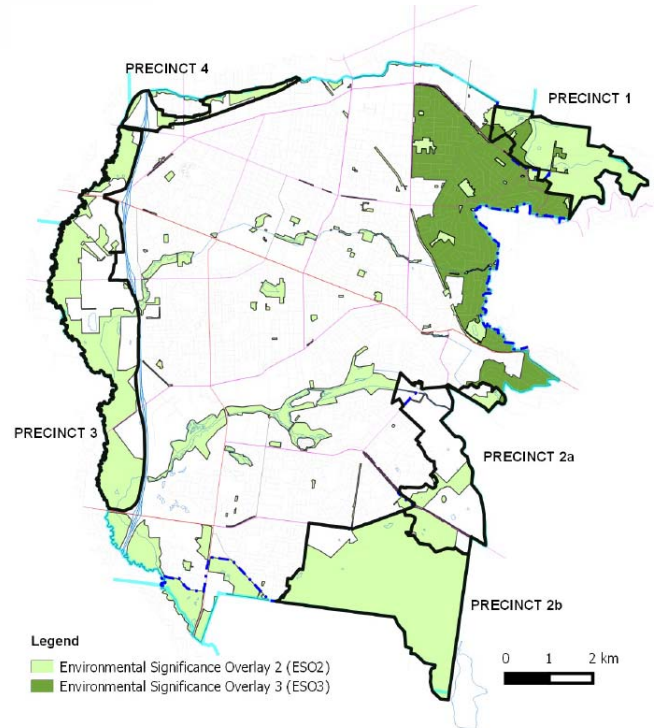 PRECINCT 4
PRECINCT 1
PRECINCT 3
PRECINCT 2a
PRECINCT 2b
Legend
Environmental Significance Overlay 2 (ESO2)
Environmental Significance Overlay 3 (ESO3)
0 1 2 km